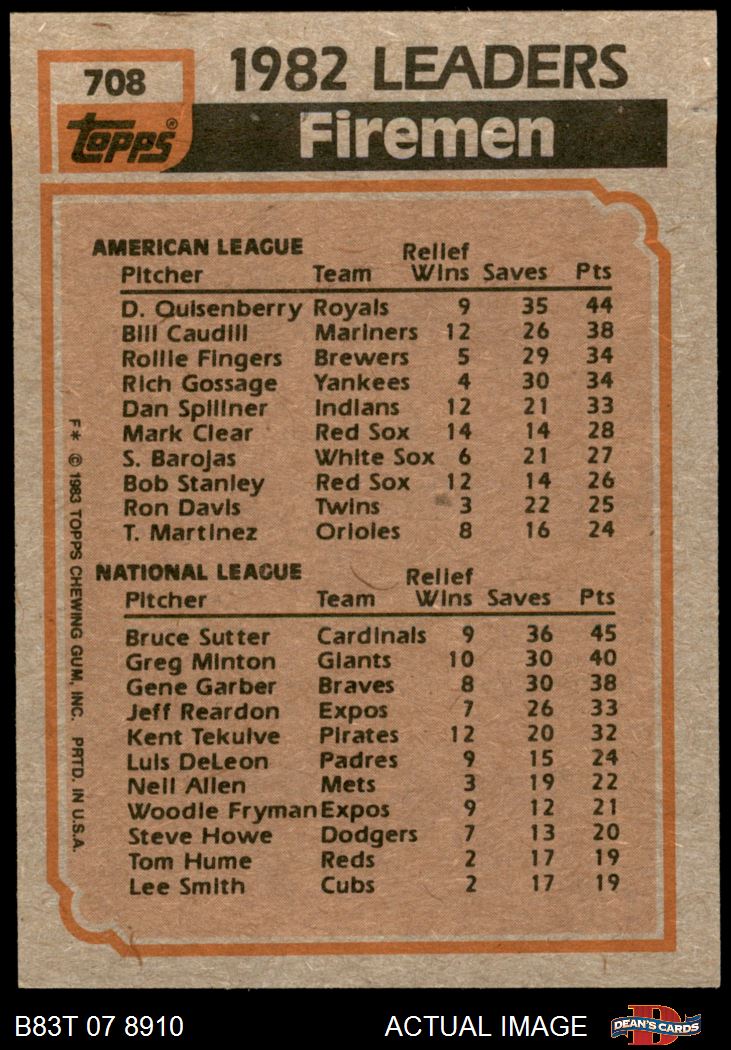 708
1982 LEADERS
Topps®
Firemen
AMERICAN LEAGUE
Relief
Pitcher Team Wins Saves Pts
D. Quisenberry Royals 9 35 44
Bill Caudill Mariners 12 26 38
Rollie Fingers Brewers 5 29 34
Rich Gossage Yankees 4 30 34
Dan Spillner Indians 12 21 33
Mark Clear Red Sox 14 14 28
S. Barojas White Sox 6 21 27
Bob Stanley Red Sox 12 14 26
Ron Davis Twins 3 22 25
T. Martinez Orioles 8 16 24
NATIONAL LEAGUE
Relief
Pitcher Team Wins Saves Pts
Bruce Sutter Cardinals 9 36 45
Greg Minton Giants 10 30 40
Gene Garber Braves 8 30 38
Jeff Reardon Expos 7 26 33
Kent Tekulve Pirates 12 20 32
Luis DeLeon Padres 9 15 24
Neil Allen Mets 3 19 22
Woodie Fryman Expos 9 12 21
Steve Howe Dodgers 7 13 20
Tom Hume Reds 2 17 19
Lee Smith Cubs 2 17 19
F* © 1983 TOPPS CHEWING GUM, INC. PRTD. IN U.S.A.
B83T 07 8910
ACTUAL IMAGE
DEAN'S CARDS